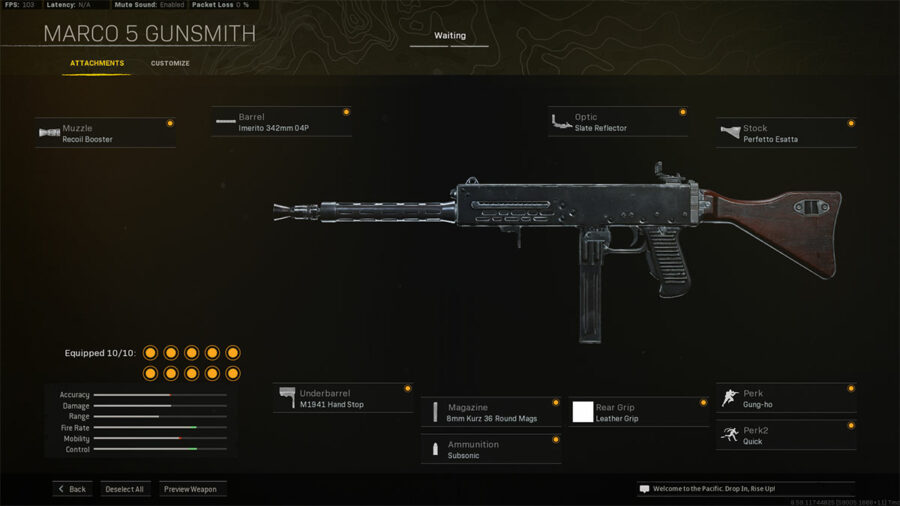 FPS: 103 Latency: N/A Mute Sound: Enabled Packet Loss 0 %
MARCO 5 GUNSMITH
Waiting
ATTACHMENTS CUSTOMIZE
Muzzle
Recoil Booster
Barrel
Imerito 342mm 04P
Optic
Slate Reflector
Stock
Perfetto Esatta
Equipped 10/10:
Accuracy
Damage
Range
Fire Rate
Mobility
Control
Underbarrel
M1941 Hand Stop
Magazine
8mm Kurz 36 Round Mags
Ammunition
Subsonic
Rear Grip
Leather Grip
Perk
Gung-ho
Perk2
Quick
Back Deselect All Preview Weapon
Welcome to the Pacific. Drop In, Rise Up!